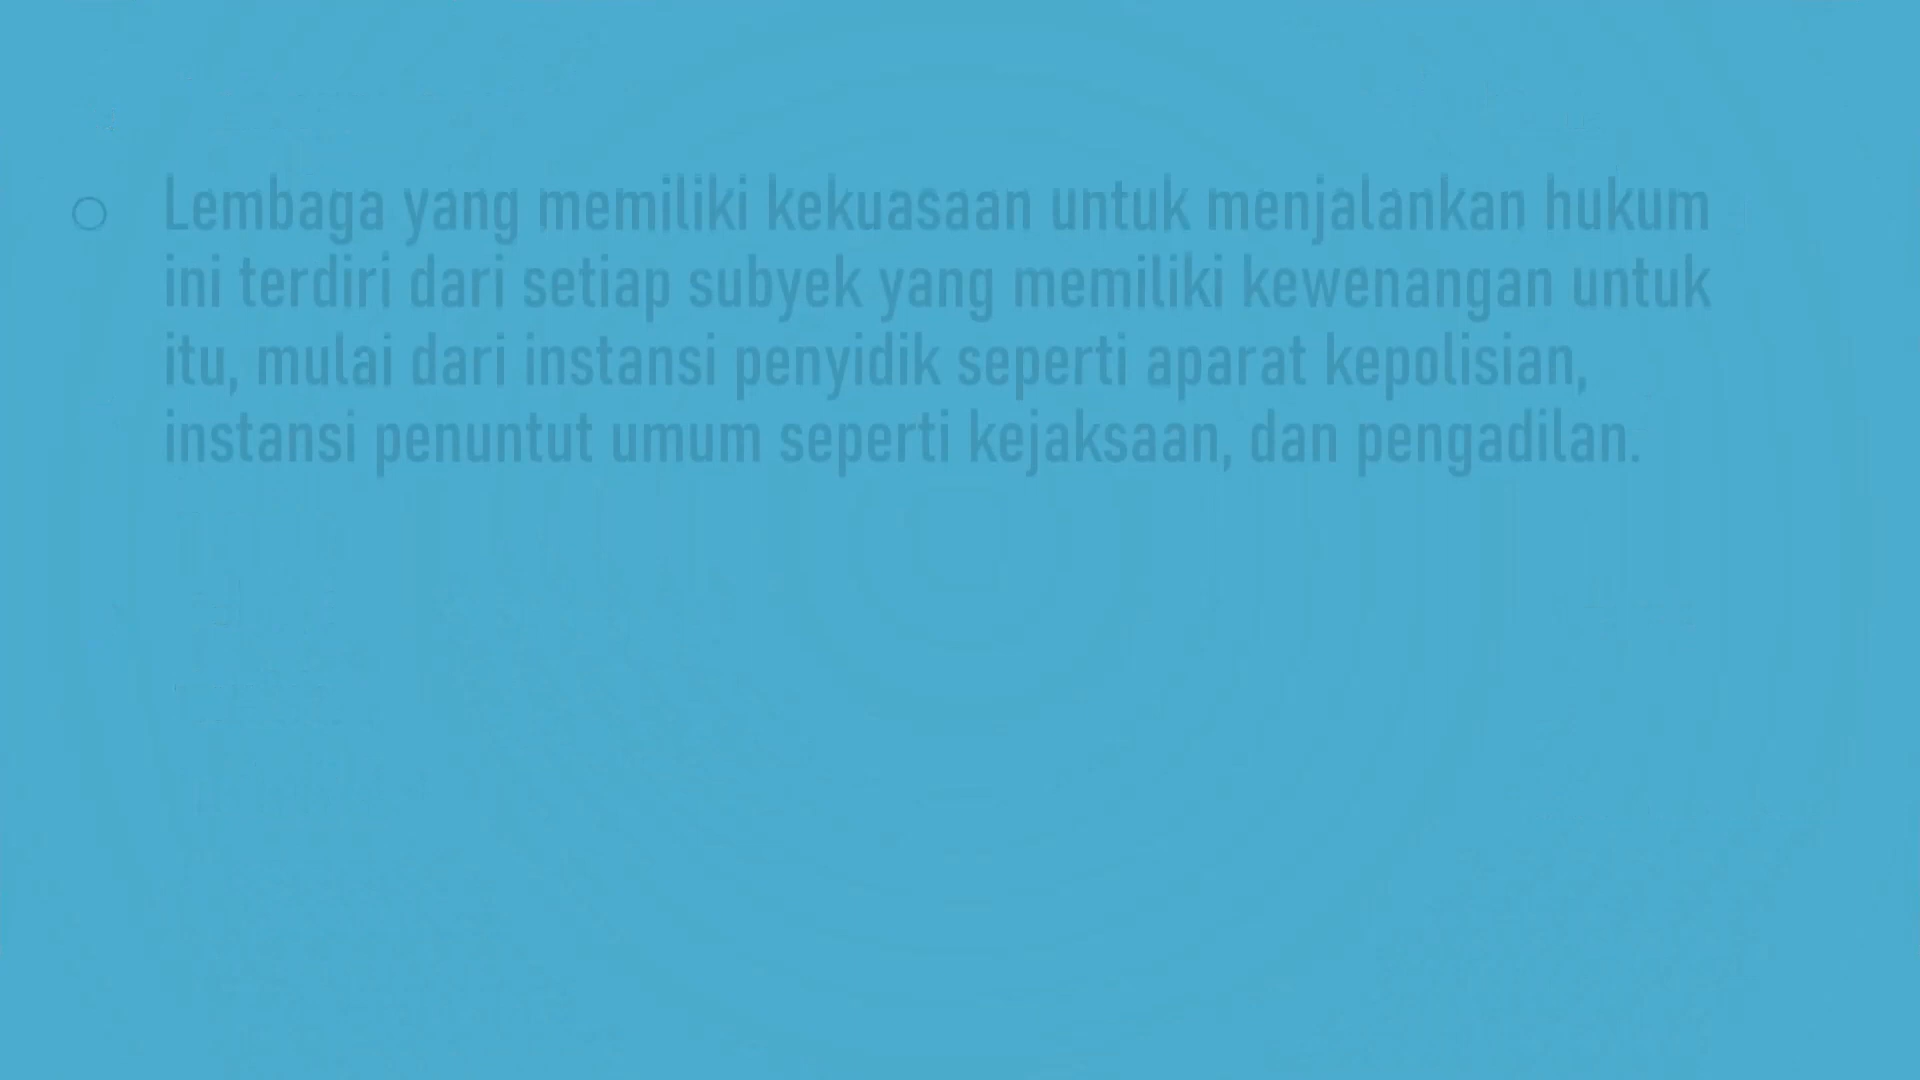 Lembaga yang memiliki kekuasaan untuk menjalankan hukum
ini terdiri dari setiap subyek yang memiliki kewenangan untuk
itu, mulai dari instansi penyidik seperti aparat kepolisian,
instansi penuntut umum seperti kejaksaan, dan pengadilan.